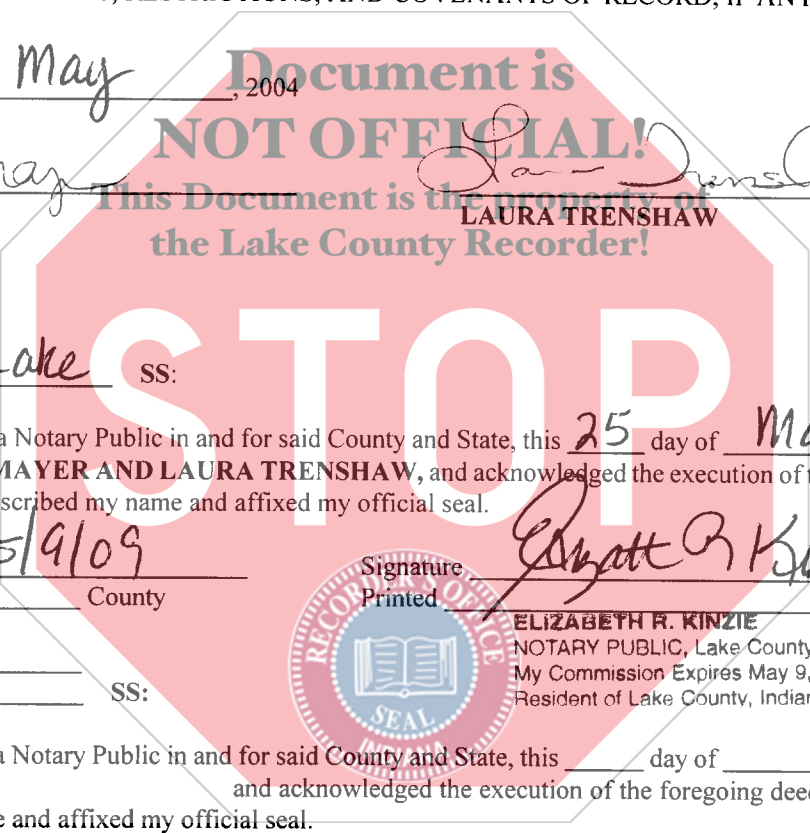 RESTRICTIONS, AND COVENANTS OF RECORD, IF ANY
May, 2004
Document is
NOT OFFICIAL!
This Document is the property of
the Lake County Recorder!
Laura Trensha
LAURA TRENSHAW
STOP
Lake SS:
a Notary Public in and for said County and State, this 25 day of Ma
MAYER AND LAURA TRENSHAW, and acknowledged the execution of
scribed my name and affixed my official seal.
5/9/09
County
Signature
Printed
ELIZABETH R. KINZIE
NOTARY PUBLIC, Lake County
My Commission Expires May 9,
Resident of Lake County, Indian
RECORDER'S OFFICE
SEAL
INDIANA
SS:
a Notary Public in and for said County and State, this day of
and acknowledged the execution of the foregoing deed
e and affixed my official seal.